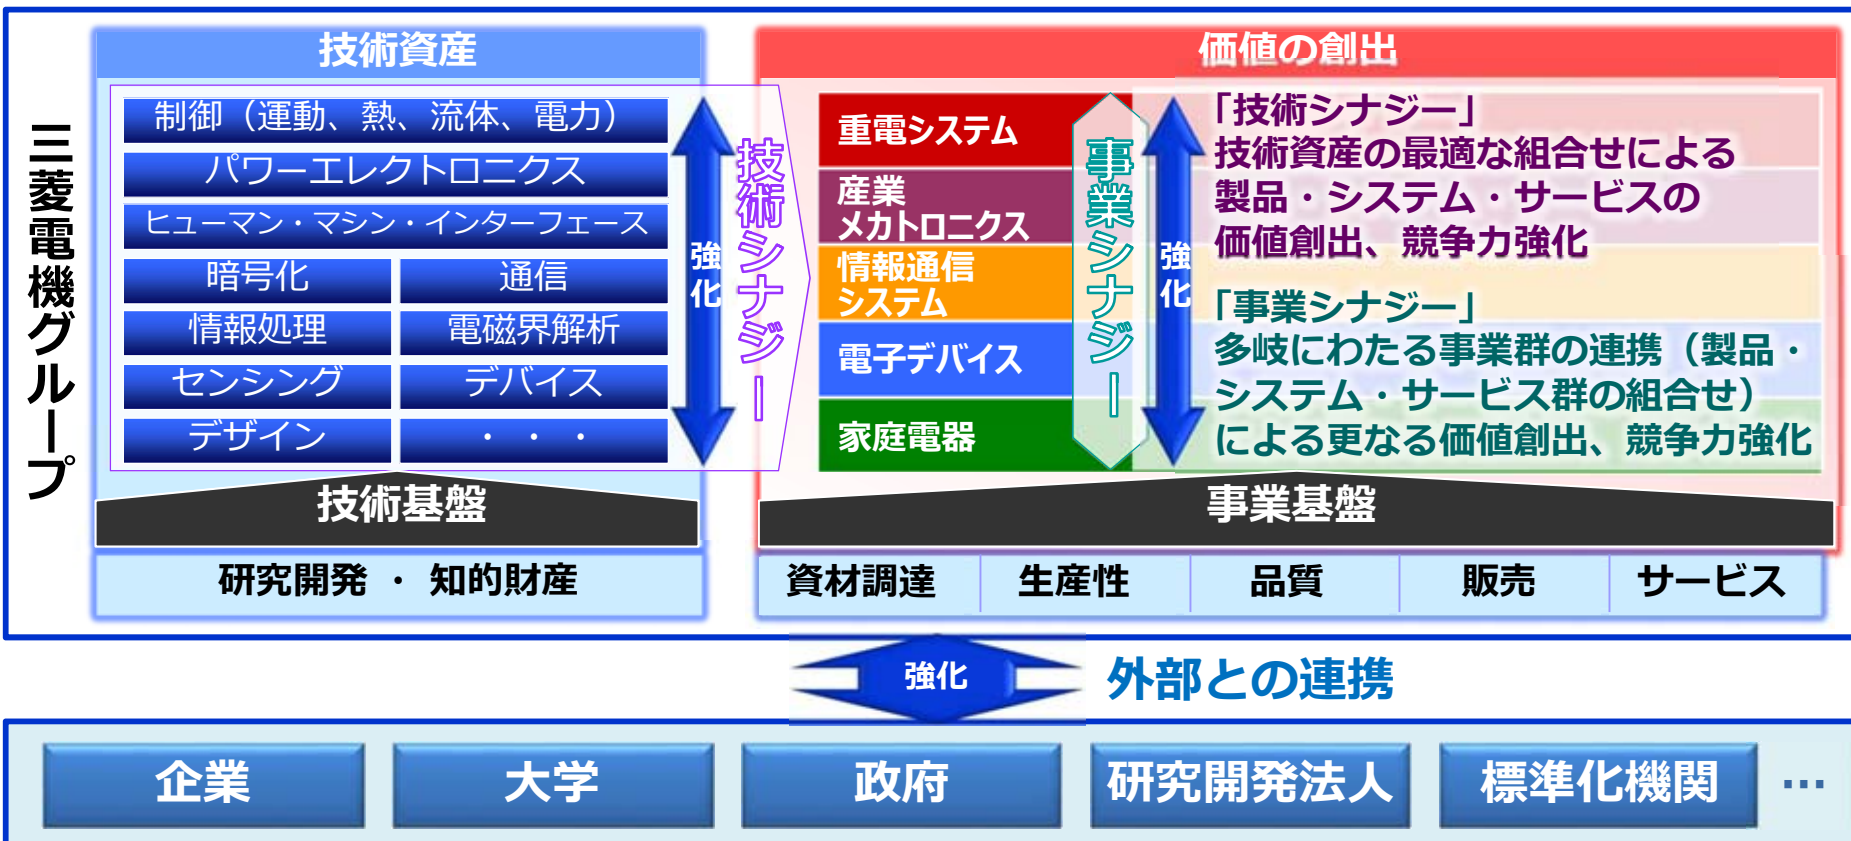 三菱電機グループ
技術資産
制御（運動、熱、流体、電力）
パワーエレクトロニクス
ヒューマン・マシン・インターフェース
暗号化
通信
情報処理
電磁界解析
センシング
デバイス
デザイン
・・・
強化
技術シナジー
技術基盤
研究開発 ・ 知的財産
価値の創出
重電システム
産業
メカトロニクス
情報通信
システム
電子デバイス
家庭電器
事業シナジー
強化
「技術シナジー」
技術資産の最適な組合せによる
製品・システム・サービスの
価値創出、競争力強化
「事業シナジー」
多岐にわたる事業群の連携（製品・
システム・サービス群の組合せ）
による更なる価値創出、競争力強化
事業基盤
資材調達
生産性
品質
販売
サービス
強化
外部との連携
企業
大学
政府
研究開発法人
標準化機関
…